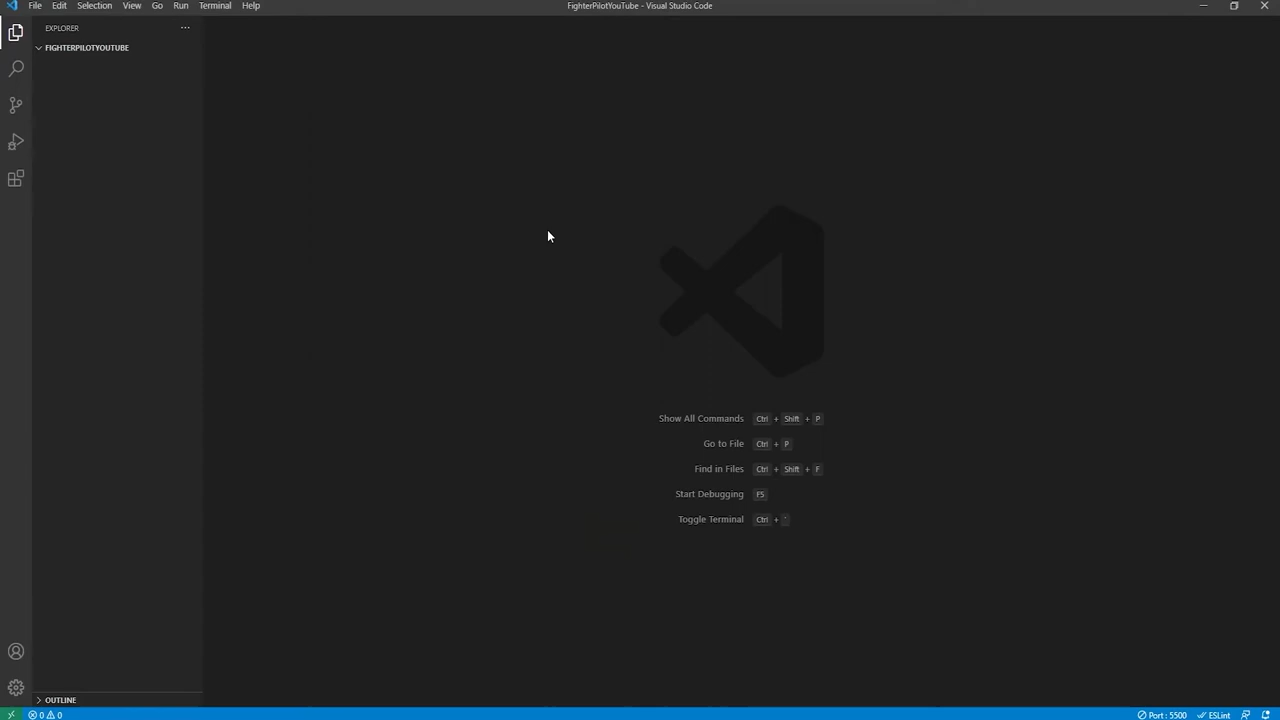 File Edit Selection View Go Run Terminal Help
FighterPilotYouTube - Visual Studio Code
EXPLORER
FIGHTERPILOTYOUTUBE
Show All Commands Ctrl + Shift + P
Go to File Ctrl + P
Find in Files Ctrl + Shift + F
Start Debugging F5
Toggle Terminal Ctrl + `
OUTLINE
0 0
Port : 5500 ESLint